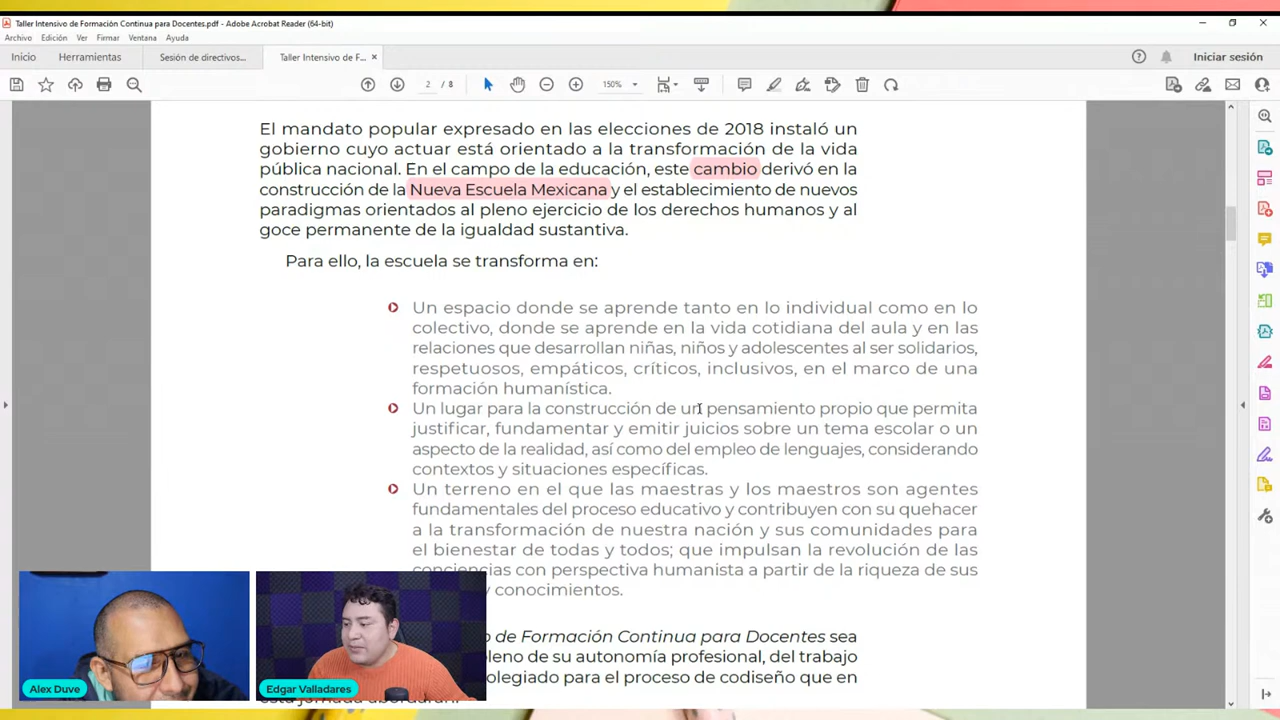 Taller Intensivo de Formación Continua para Docentes.pdf - Adobe Acrobat Reader (64-bit)
Archivo Edición Ver Firmar Ventana Ayuda
Inicio Herramientas Sesión de directivos... Taller Intensivo de F... × Iniciar sesión
2 / 8 150%
El mandato popular expresado en las elecciones de 2018 instaló un
gobierno cuyo actuar está orientado a la transformación de la vida
pública nacional. En el campo de la educación, este cambio derivó en la
construcción de la Nueva Escuela Mexicana y el establecimiento de nuevos
paradigmas orientados al pleno ejercicio de los derechos humanos y al
goce permanente de la igualdad sustantiva.
Para ello, la escuela se transforma en:
Un espacio donde se aprende tanto en lo individual como en lo
colectivo, donde se aprende en la vida cotidiana del aula y en las
relaciones que desarrollan niñas, niños y adolescentes al ser solidarios,
respetuosos, empáticos, críticos, inclusivos, en el marco de una
formación humanística.
Un lugar para la construcción de un pensamiento propio que permita
justificar, fundamentar y emitir juicios sobre un tema escolar o un
aspecto de la realidad, así como del empleo de lenguajes, considerando
contextos y situaciones específicas.
Un terreno en el que las maestras y los maestros son agentes
fundamentales del proceso educativo y contribuyen con su quehacer
a la transformación de nuestra nación y sus comunidades para
el bienestar de todas y todos; que impulsan la revolución de las
conciencias con perspectiva humanista a partir de la riqueza de sus
y conocimientos.
de Formación Continua para Docentes sea
de su autonomía profesional, del trabajo
para el proceso de codiseño que en
Alex Duve
Edgar Valladares